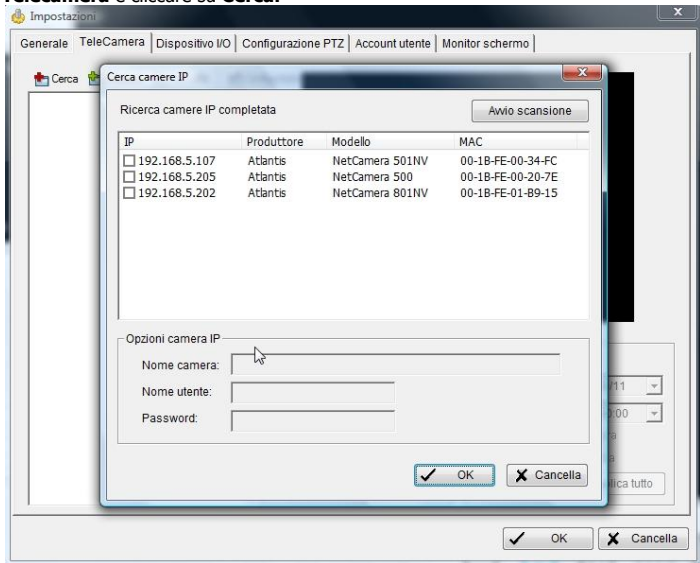 Telecamera e cliccare su Cerca.
Impostazioni
Generale TeleCamera Dispositivo I/O Configurazione PTZ Account utente Monitor schermo
Cerca
Cerca camere IP
Ricerca camere IP completata
Avvio scansione
IP Produttore Modello MAC
192.168.5.107 Atlantis NetCamera 501NV 00-1B-FE-00-34-FC
192.168.5.205 Atlantis NetCamera 500 00-1B-FE-00-20-7E
192.168.5.202 Atlantis NetCamera 801NV 00-1B-FE-01-B9-15
Opzioni camera IP
Nome camera:
Nome utente:
/11
Password:
:00
OK Cancella
lica tutto
OK Cancella